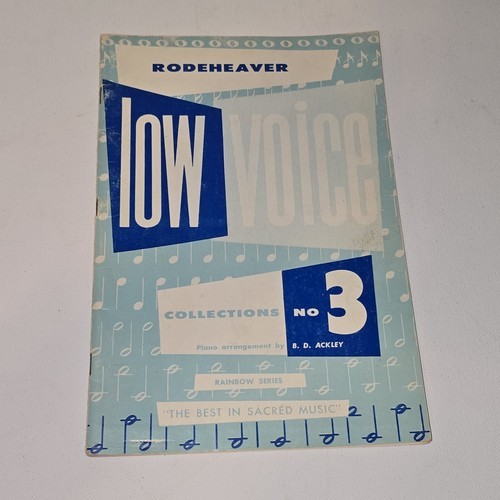 RODEHEAVER
low voice
COLLECTIONS NO 3
Piano arrangement by B. D. ACKLEY
RAINBOW SERIES
"THE BEST IN SACRED MUSIC"